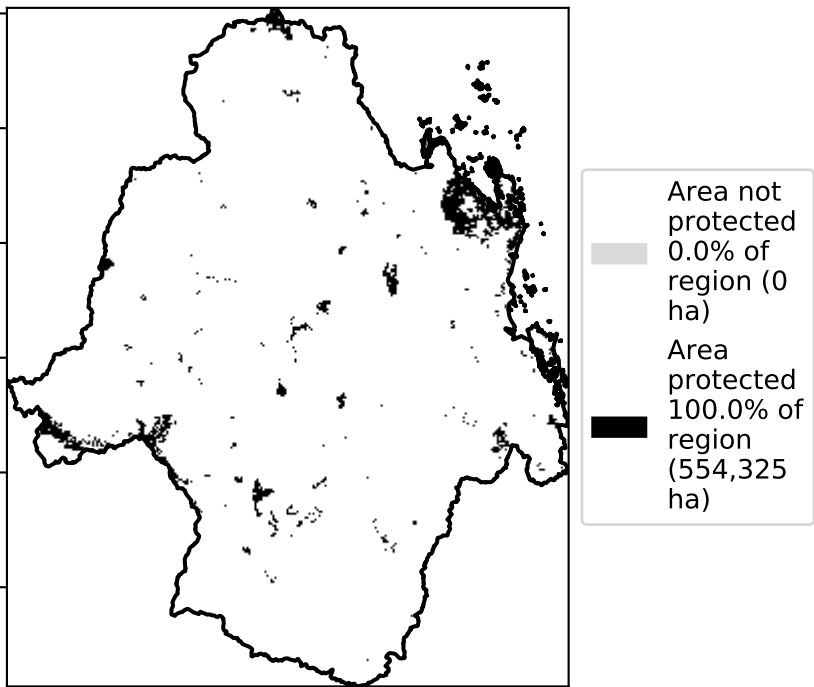 Area not
protected
0.0% of
region (0
ha)
Area
protected
100.0% of
region
(554,325
ha)